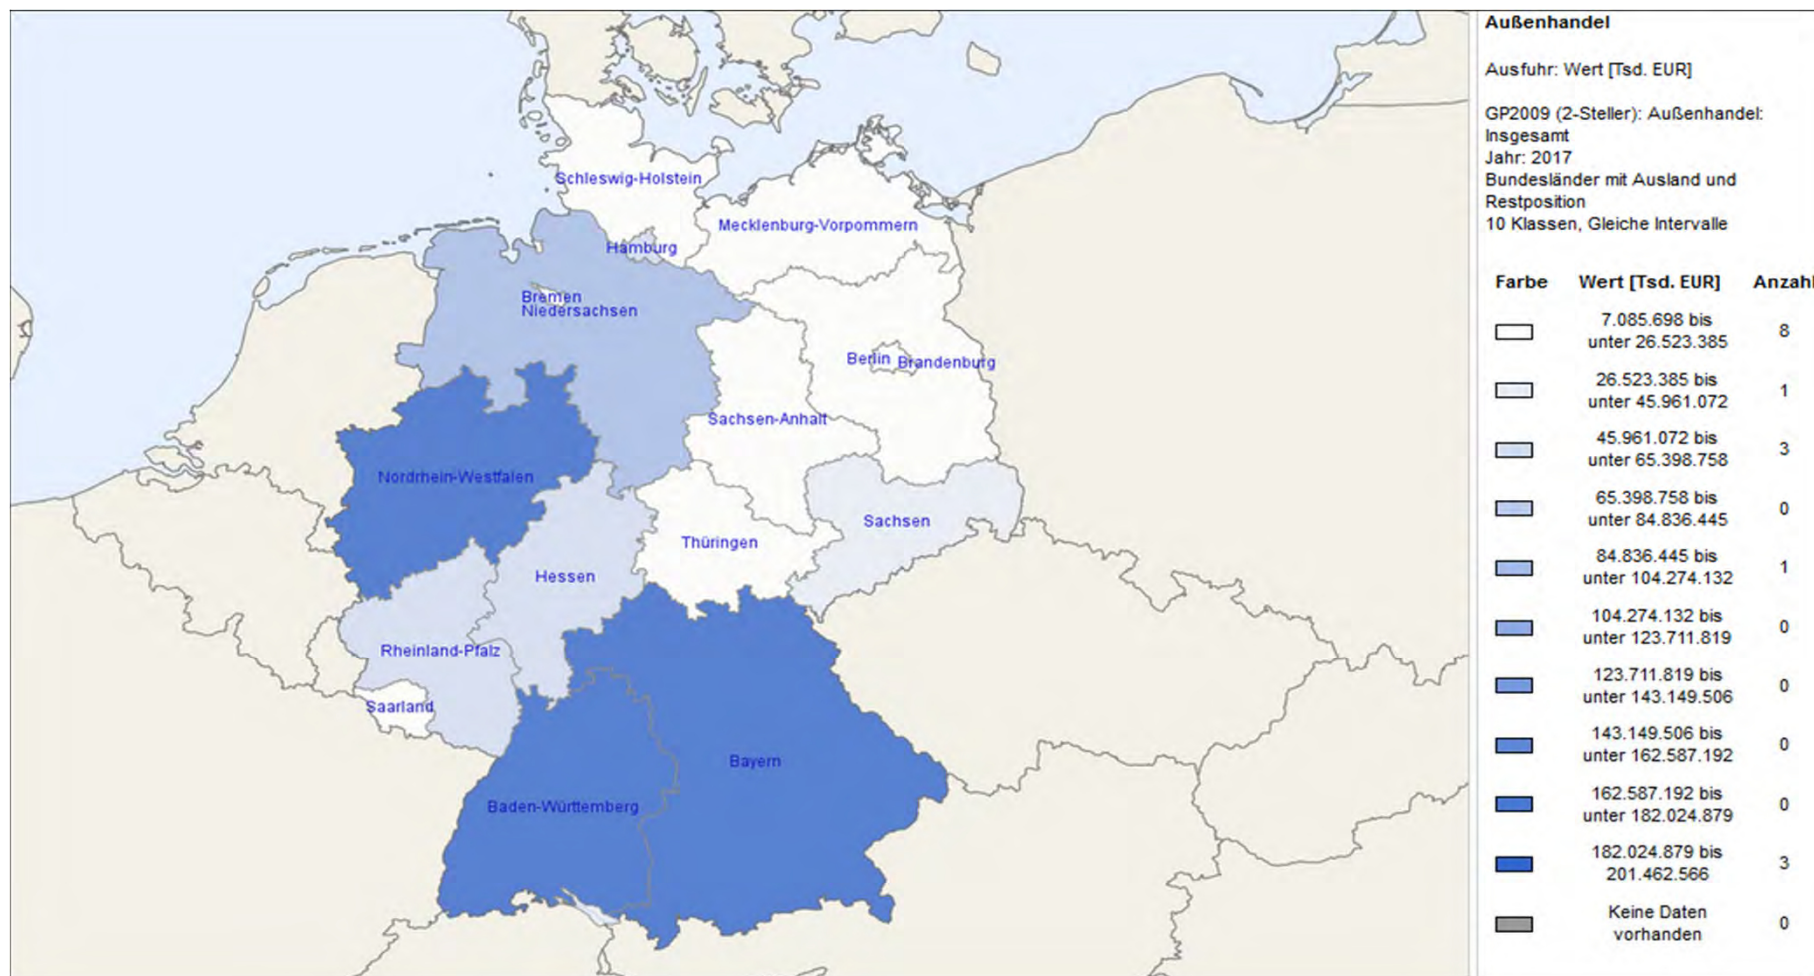 Schleswig-Holstein
Mecklenburg-Vorpommern
Hamburg
Bremen
Niedersachsen
Berlin
Brandenburg
Sachsen-Anhalt
Nordrhein-Westfalen
Sachsen
Thüringen
Hessen
Rheinland-Pfalz
Saarland
Bayern
Baden-Württemberg
Außenhandel
Ausfuhr: Wert [Tsd. EUR]
GP2009 (2-Steller): Außenhandel:
Insgesamt
Jahr: 2017
Bundesländer mit Ausland und
Restposition
10 Klassen, Gleiche Intervalle
Farbe Wert [Tsd. EUR] Anzahl
7.085.698 bis
unter 26.523.385 8
26.523.385 bis
unter 45.961.072 1
45.961.072 bis
unter 65.398.758 3
65.398.758 bis
unter 84.836.445 0
84.836.445 bis
unter 104.274.132 1
104.274.132 bis
unter 123.711.819 0
123.711.819 bis
unter 143.149.506 0
143.149.506 bis
unter 162.587.192 0
162.587.192 bis
unter 182.024.879 0
182.024.879 bis
201.462.566 3
Keine Daten
vorhanden 0